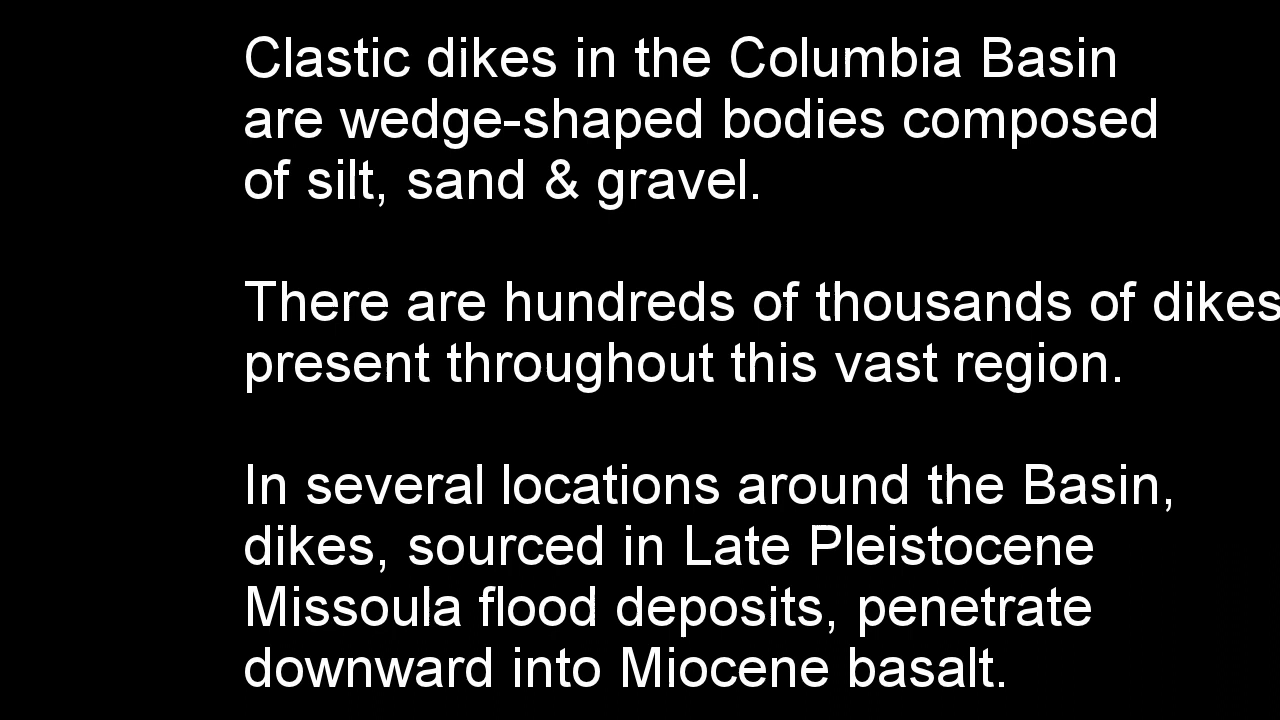 Clastic dikes in the Columbia Basin
are wedge-shaped bodies composed
of silt, sand & gravel.
There are hundreds of thousands of dikes
present throughout this vast region.
In several locations around the Basin,
dikes, sourced in Late Pleistocene
Missoula flood deposits, penetrate
downward into Miocene basalt.